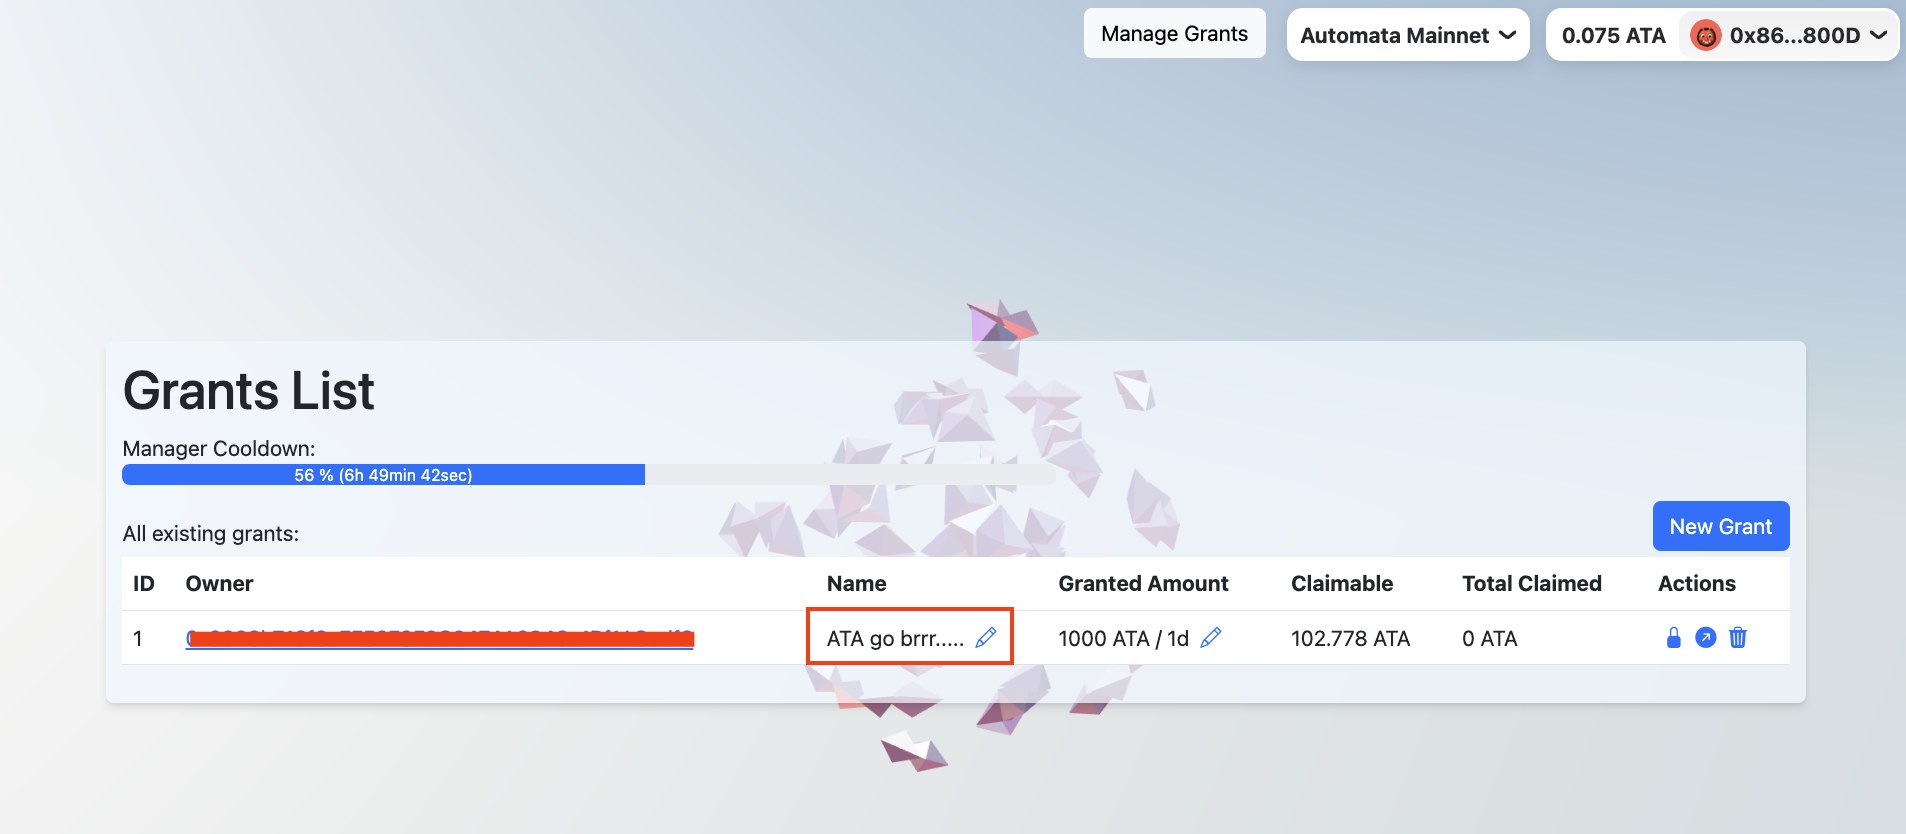 Manage Grants
Automata Mainnet
0.075 ATA
0x86...800D
Grants List
Manager Cooldown:
56 % (6h 49min 42sec)
All existing grants:
New Grant
ID Owner Name Granted Amount Claimable Total Claimed Actions
1 ATA go brrr..... 1000 ATA / 1d 102.778 ATA 0 ATA